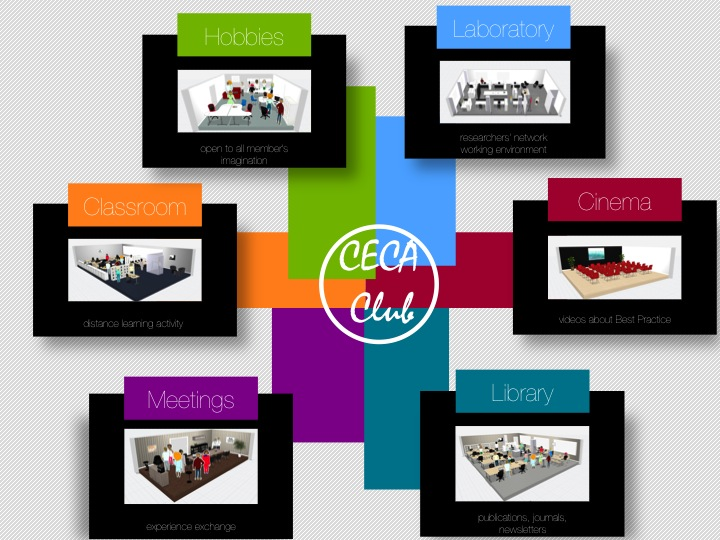 Hobbies
open to all member's
imagination
Laboratory
researchers' network
working environment
Classroom
distance learning activity
Cinema
videos about Best Practice
CECA
Club
Meetings
experience exchange
Library
publications, journals,
newsletters